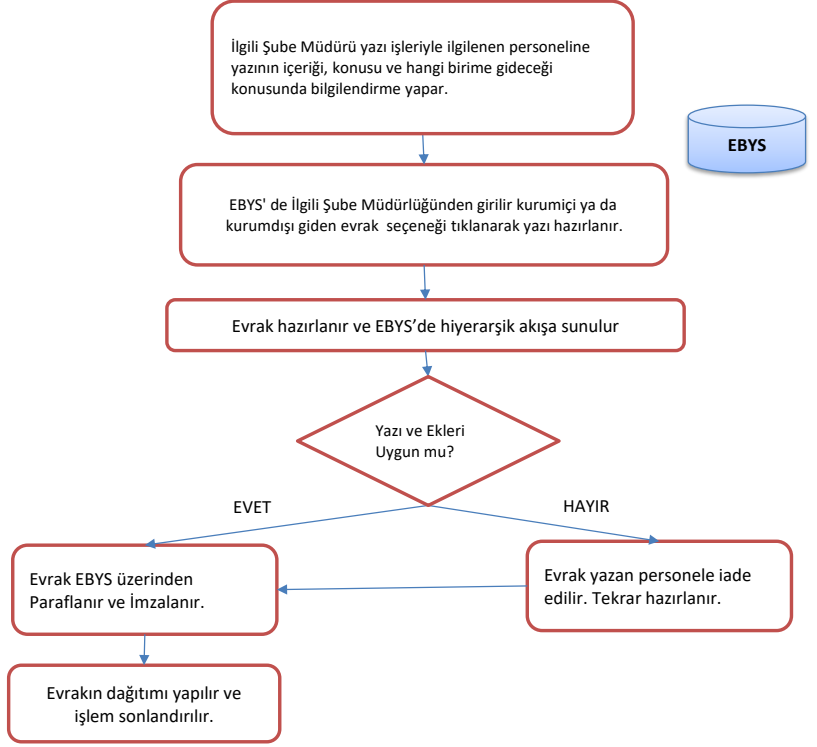 İlgili Şube Müdürü yazı işleriyle ilgilenen personeline
yazının içeriği, konusu ve hangi birime gideceği
konusunda bilgilendirme yapar.
EBYS
EBYS' de İlgili Şube Müdürlüğünden girilir kurumiçi ya da
kurumdışı giden evrak seçeneği tıklanarak yazı hazırlanır.
Evrak hazırlanır ve EBYS’de hiyerarşik akışa sunulur
Yazı ve Ekleri
Uygun mu?
EVET
HAYIR
Evrak EBYS üzerinden
Paraflanır ve İmzalanır.
Evrak yazan personele iade
edilir. Tekrar hazırlanır.
Evrakın dağıtımı yapılır ve
işlem sonlandırılır.